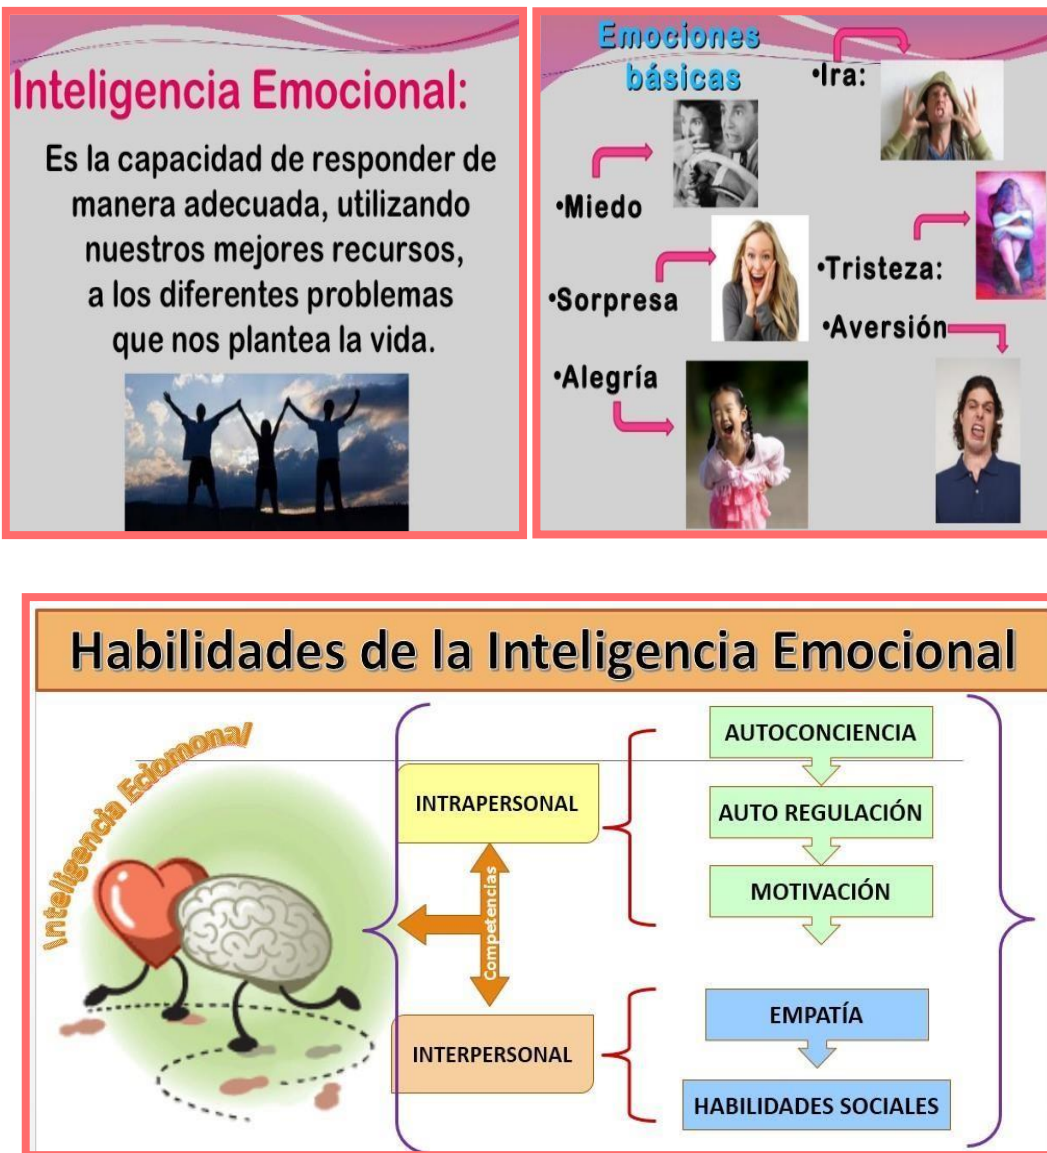 Inteligencia Emocional:
Es la capacidad de responder de
manera adecuada, utilizando
nuestros mejores recursos,
a los diferentes problemas
que nos plantea la vida.
Emociones
básicas
•Ira:
•Miedo
•Sorpresa
•Tristeza:
•Aversión
•Alegría
Habilidades de la Inteligencia Emocional
Inteligencia Eciomonal
INTRAPERSONAL
Competencias
INTERPERSONAL
AUTOCONCIENCIA
AUTO REGULACIÓN
MOTIVACIÓN
EMPATÍA
HABILIDADES SOCIALES